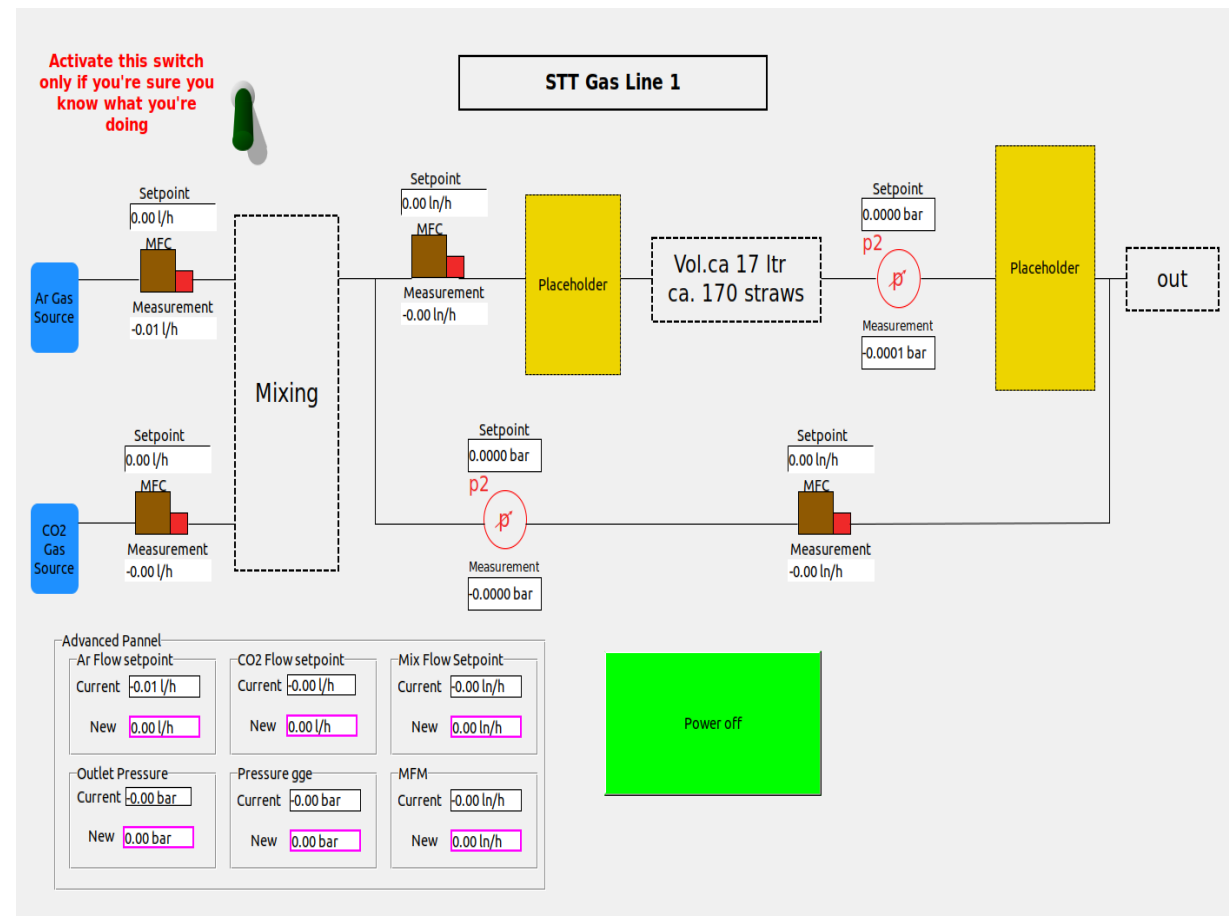 Activate this switch
only if you're sure you
know what you're
doing
STT Gas Line 1
Setpoint
0.00 l/h
MFC
Measurement
-0.01 l/h
Ar Gas
Source
Setpoint
0.00 ln/h
MFC
Measurement
-0.00 ln/h
Placeholder
Vol.ca 17 ltr
ca. 170 straws
Setpoint
0.0000 bar
p2
p
Measurement
-0.0001 bar
Placeholder
out
Mixing
Setpoint
0.00 l/h
MFC
Measurement
-0.00 l/h
CO2
Gas
Source
Setpoint
0.0000 bar
p2
p
Measurement
-0.0000 bar
Setpoint
0.00 ln/h
MFC
Measurement
-0.00 ln/h
Advanced Pannel
Ar Flow setpoint
Current -0.01 l/h
New 0.00 l/h
CO2 Flow setpoint
Current -0.00 l/h
New 0.00 l/h
Mix Flow Setpoint
Current -0.00 ln/h
New 0.00 ln/h
Outlet Pressure
Current -0.00 bar
New 0.00 bar
Pressure gge
Current -0.00 bar
New 0.00 bar
MFM
Current -0.00 ln/h
New 0.00 ln/h
Power off